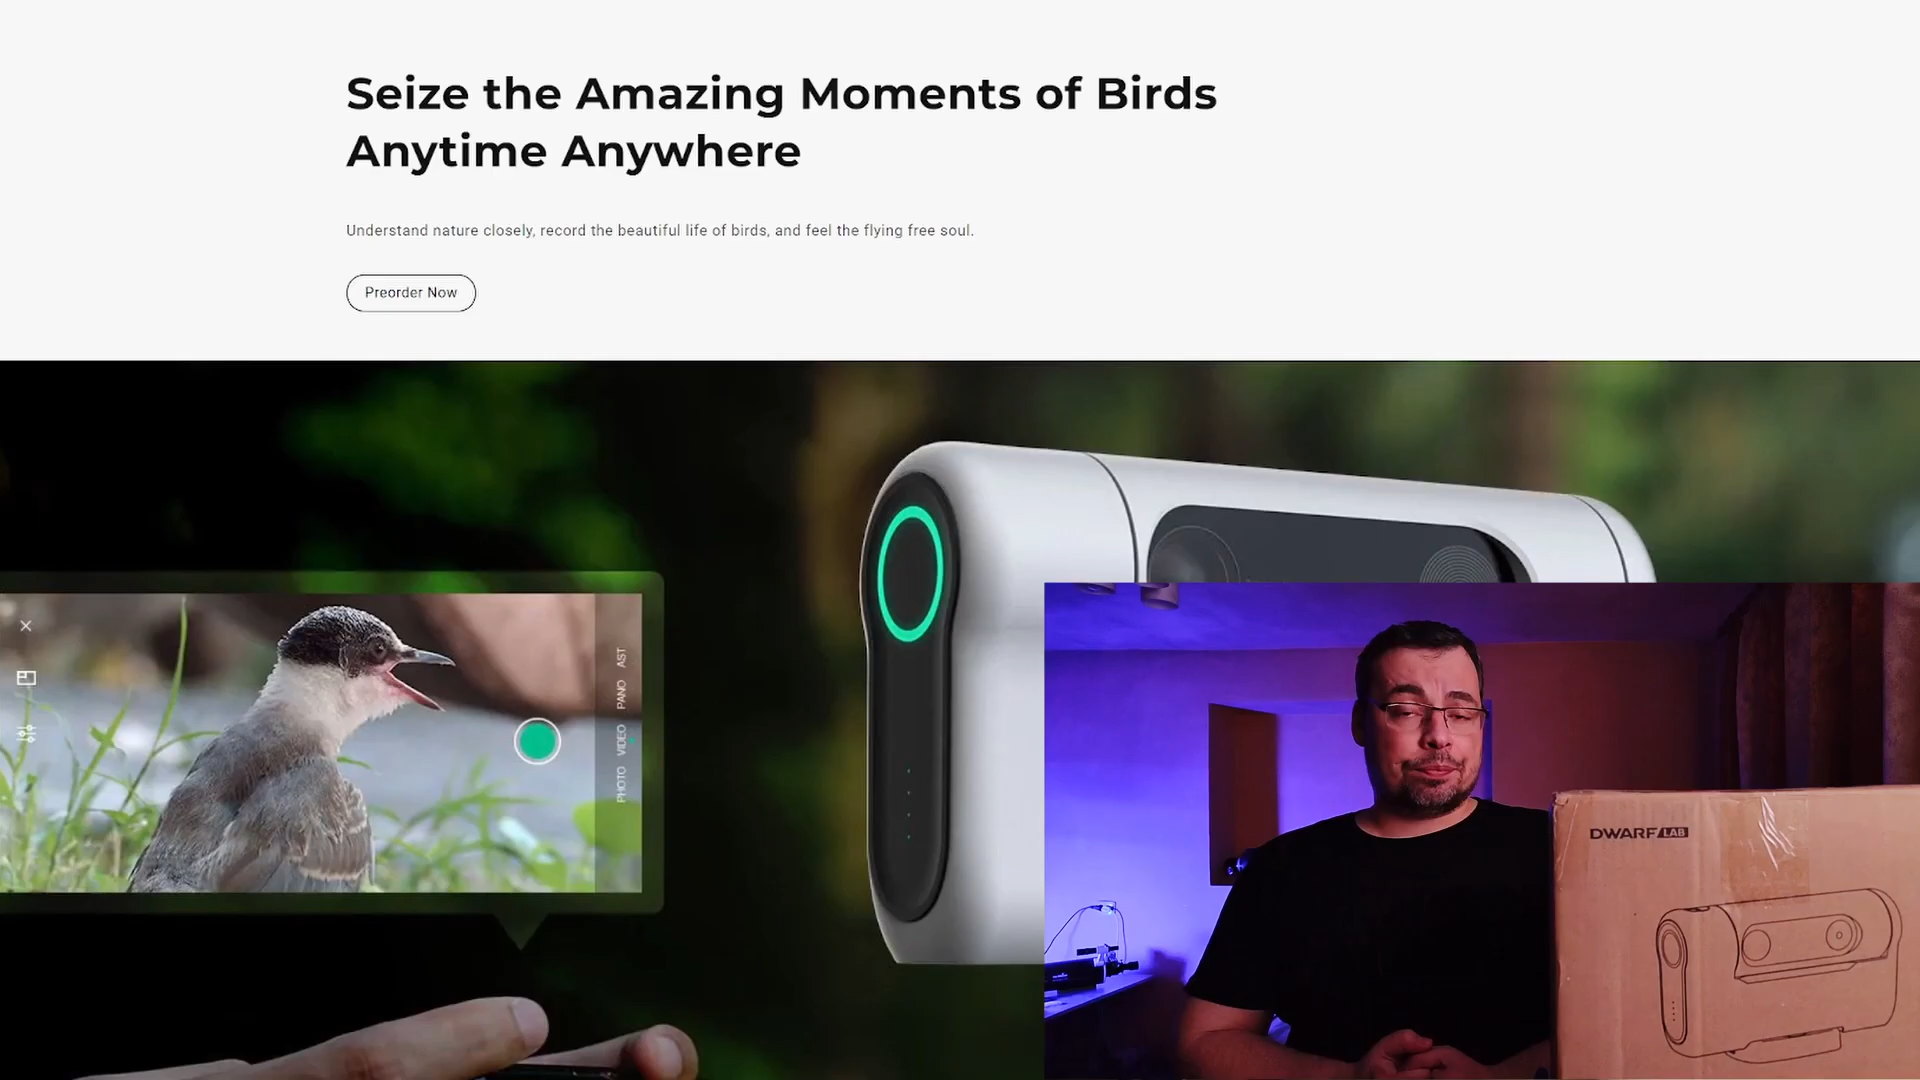 Seize the Amazing Moments of Birds
Anytime Anywhere
Understand nature closely, record the beautiful life of birds, and feel the flying free soul.
Preorder Now
AST
PANO
VIDEO
PHOTO
DWARF LAB